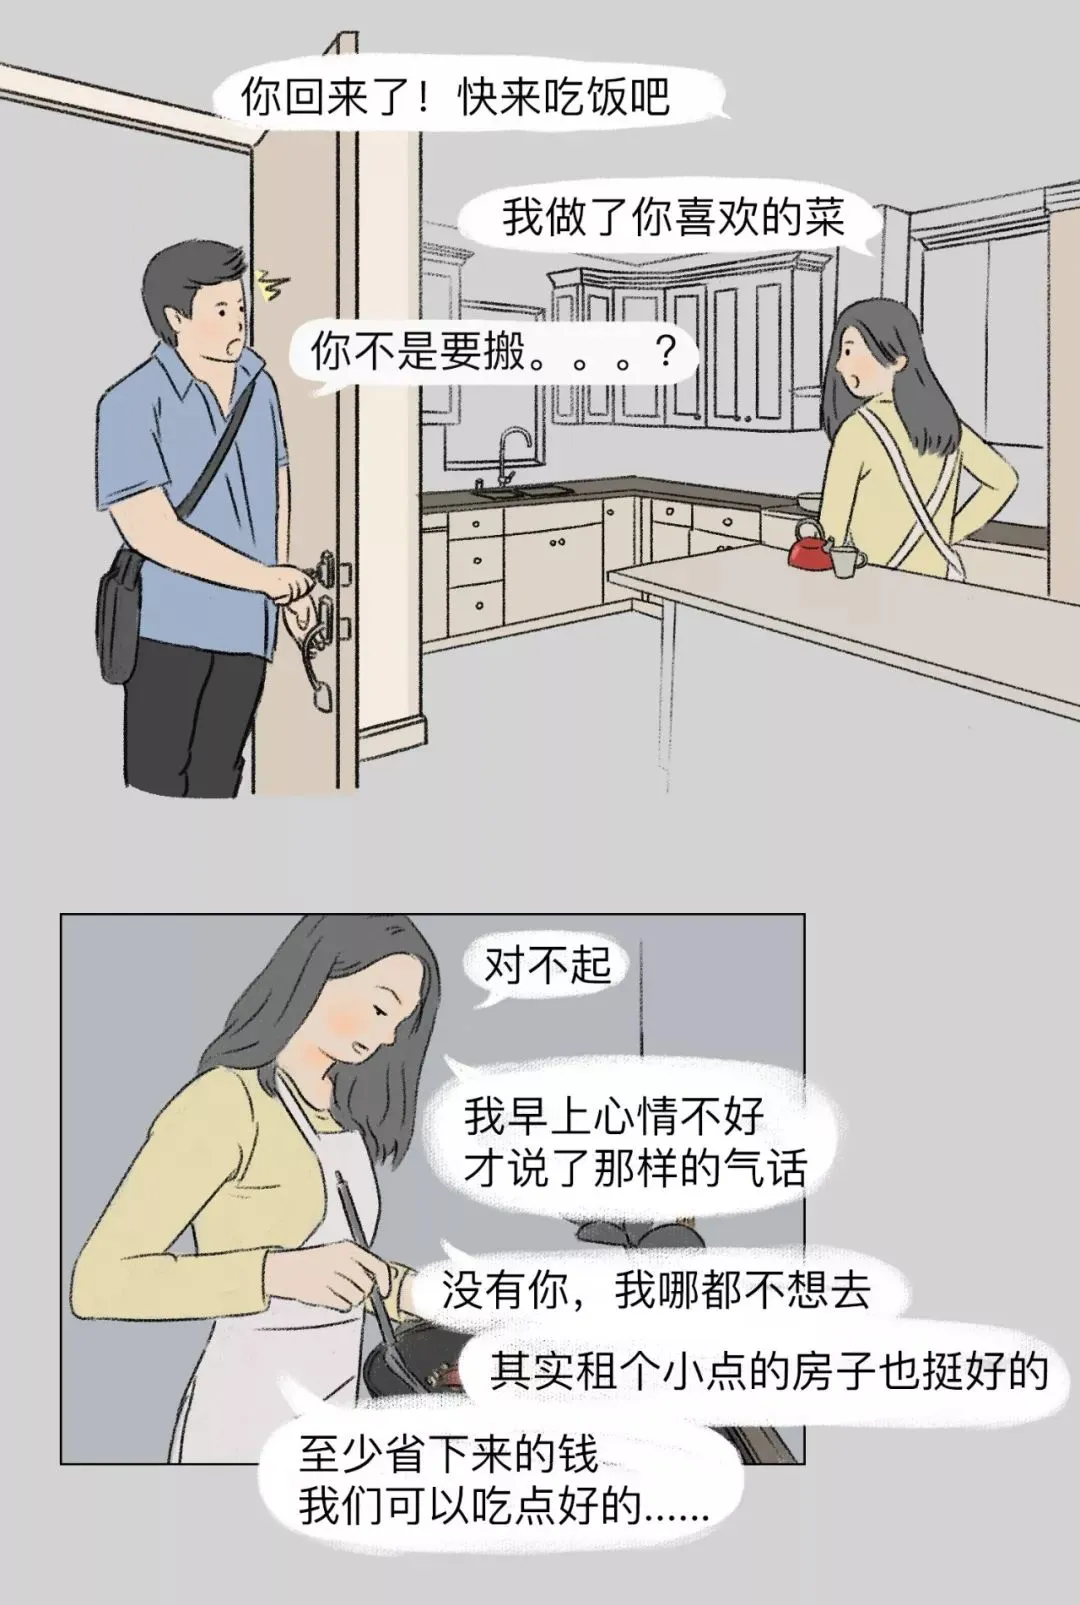 你回来了！快来吃饭吧
我做了你喜欢的菜
你不是要搬。。。？
对不起
我早上心情不好
才说了那样的气话
没有你，我哪都不想去
其实租个小点的房子也挺好的
至少省下来的钱
我们可以吃点好的......